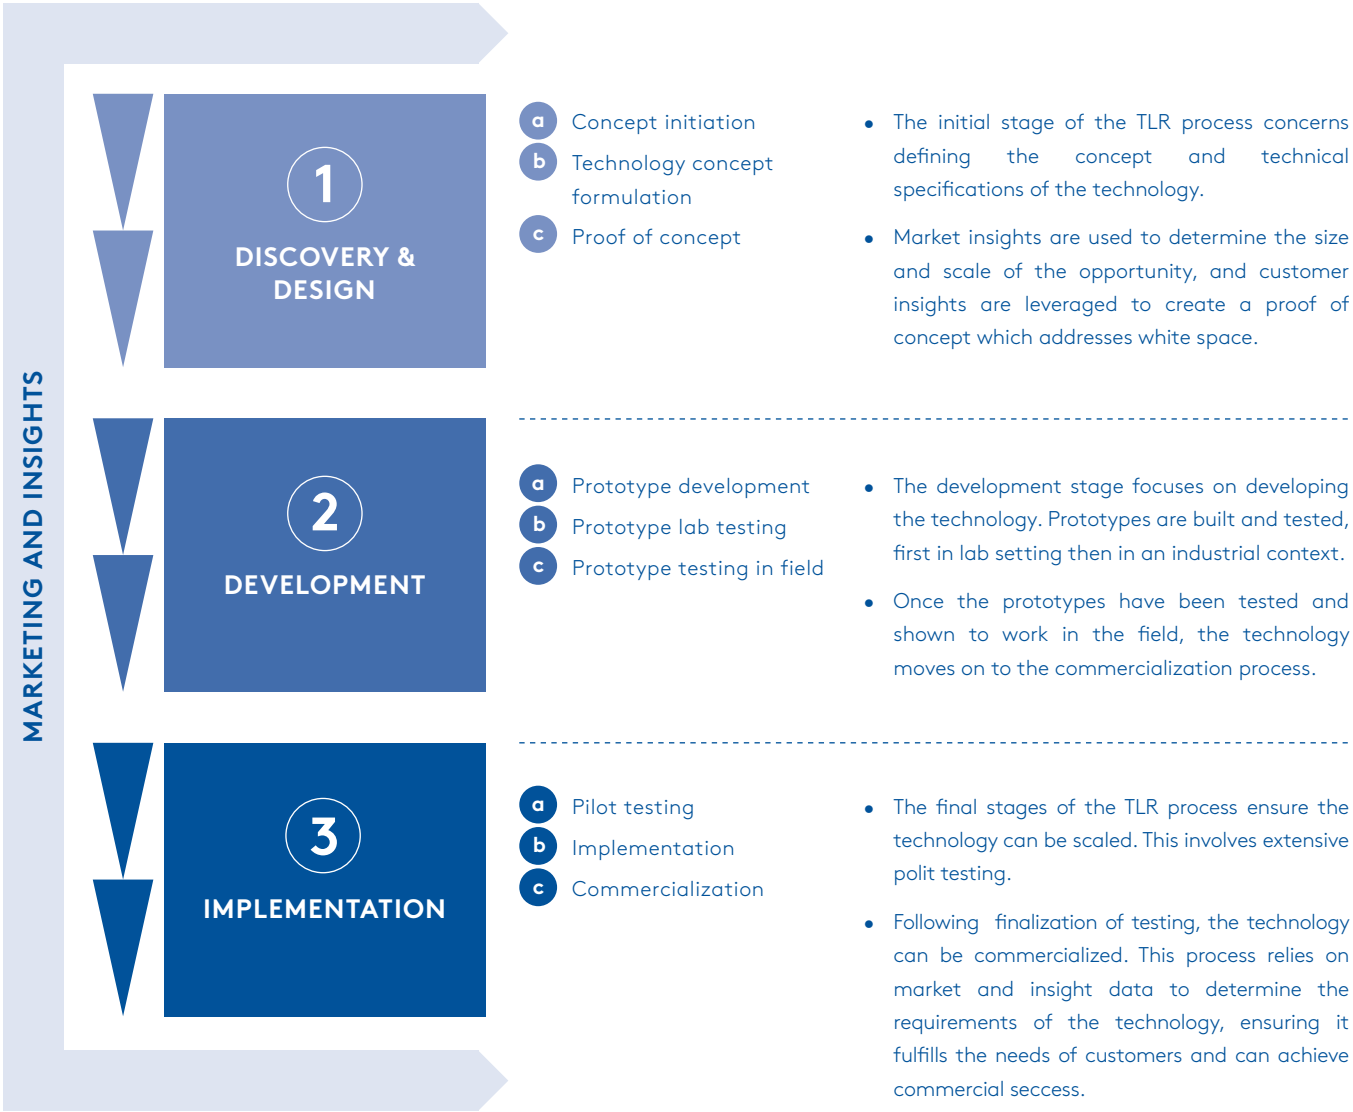 MARKETING AND INSIGHTS
1
DISCOVERY &
DESIGN
a Concept initiation
b Technology concept
formulation
c Proof of concept
• The initial stage of the TLR process concerns
defining the concept and technical
specifications of the technology.
• Market insights are used to determine the size
and scale of the opportunity, and customer
insights are leveraged to create a proof of
concept which addresses white space.
2
DEVELOPMENT
a Prototype development
b Prototype lab testing
c Prototype testing in field
• The development stage focuses on developing
the technology. Prototypes are built and tested,
first in lab setting then in an industrial context.
• Once the prototypes have been tested and
shown to work in the field, the technology
moves on to the commercialization process.
3
IMPLEMENTATION
a Pilot testing
b Implementation
c Commercialization
• The final stages of the TLR process ensure the
technology can be scaled. This involves extensive
polit testing.
• Following finalization of testing, the technology
can be commercialized. This process relies on
market and insight data to determine the
requirements of the technology, ensuring it
fulfills the needs of customers and can achieve
commercial seccess.